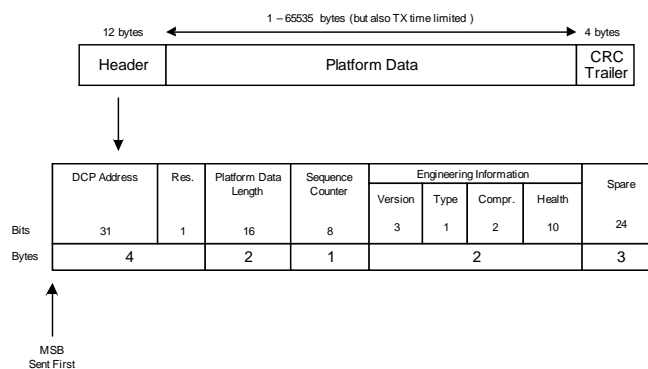 1 – 65535 bytes (but also TX time limited )
12 bytes
4 bytes
Header
Platform Data
CRC
Trailer
DCP Address
Res.
Platform Data
Length
Sequence
Counter
Engineering Information
Spare
Version
Type
Compr.
Health
Bits
31
1
16
8
3
1
2
10
24
Bytes
4
2
1
2
3
MSB
Sent First